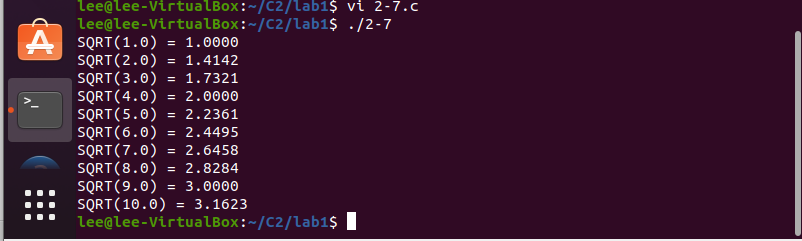 lee@lee-VirtualBox:~/C2/lab1$ vi 2-7.c
lee@lee-VirtualBox:~/C2/lab1$ ./2-7
SQRT(1.0) = 1.0000
SQRT(2.0) = 1.4142
SQRT(3.0) = 1.7321
SQRT(4.0) = 2.0000
SQRT(5.0) = 2.2361
SQRT(6.0) = 2.4495
SQRT(7.0) = 2.6458
SQRT(8.0) = 2.8284
SQRT(9.0) = 3.0000
SQRT(10.0) = 3.1623
lee@lee-VirtualBox:~/C2/lab1$